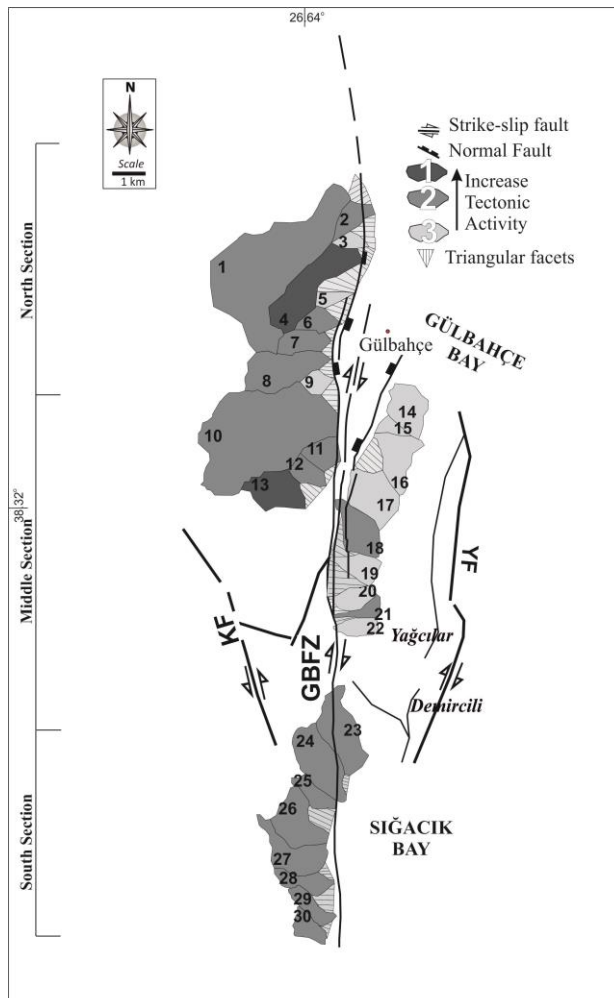 26 64°
N
Scale
1 km
Strike-slip fault
Normal Fault
1
2
3
Increase
Tectonic
Activity
Triangular facets
North Section
Middle Section
South Section
38 32°
1
2
3
4
5
6
7
8
9
10
11
12
13
Gülbahçe
GÜLBAHÇE
BAY
14
15
16
17
18
19
20
21
22
Yağcılar
KF
GBFZ
YF
Demircili
23
24
25
26
27
28
29
30
SIĞACIK
BAY